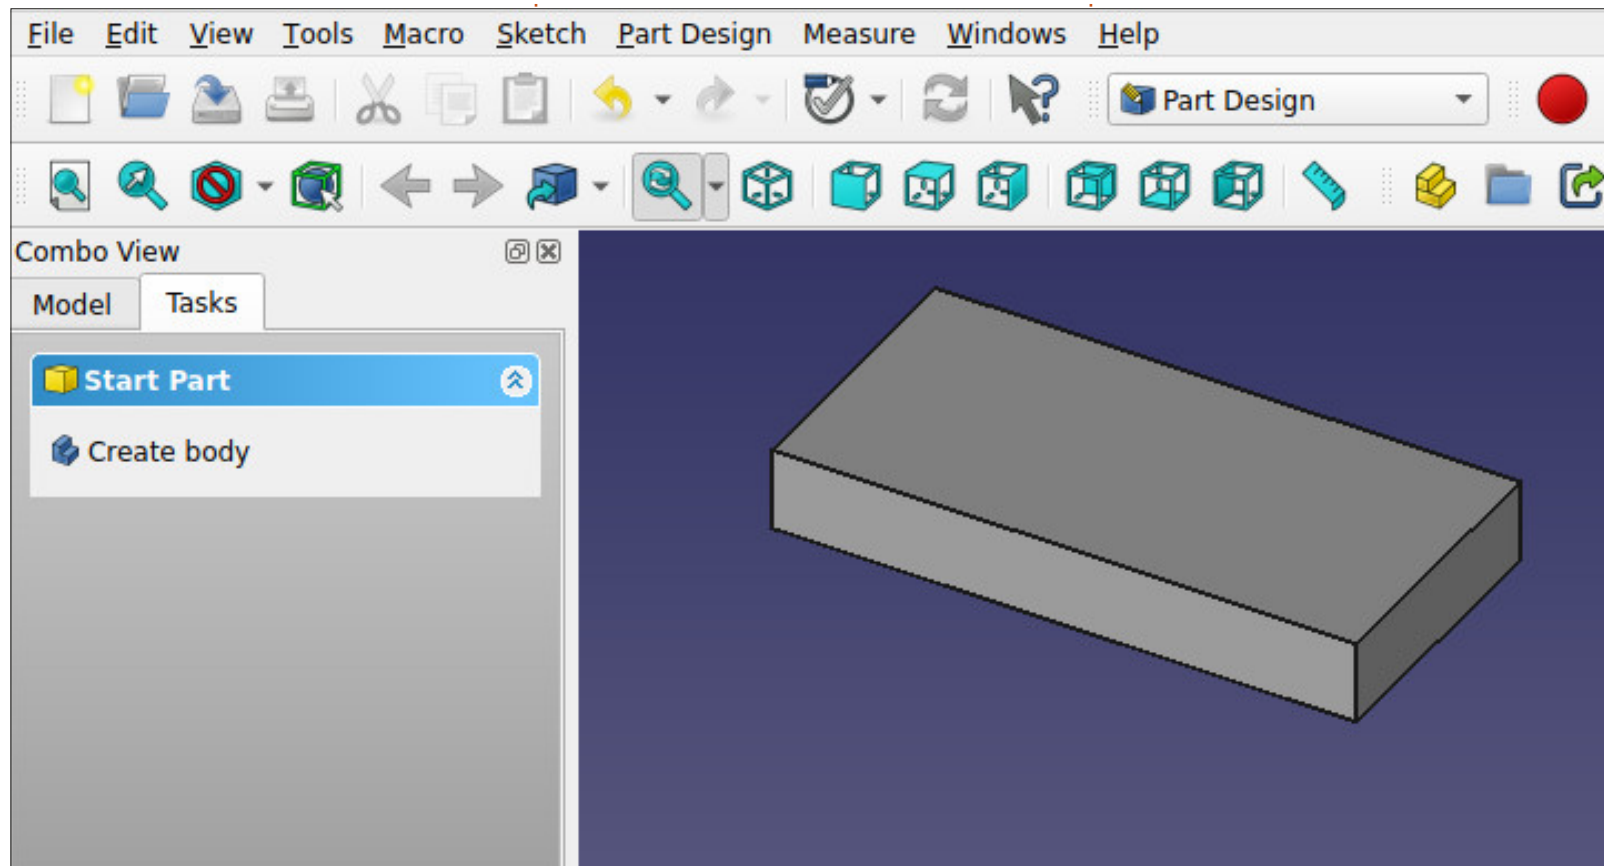 File Edit View Tools Macro Sketch Part Design Measure Windows Help
Part Design
Combo View
Model Tasks
Start Part
Create body